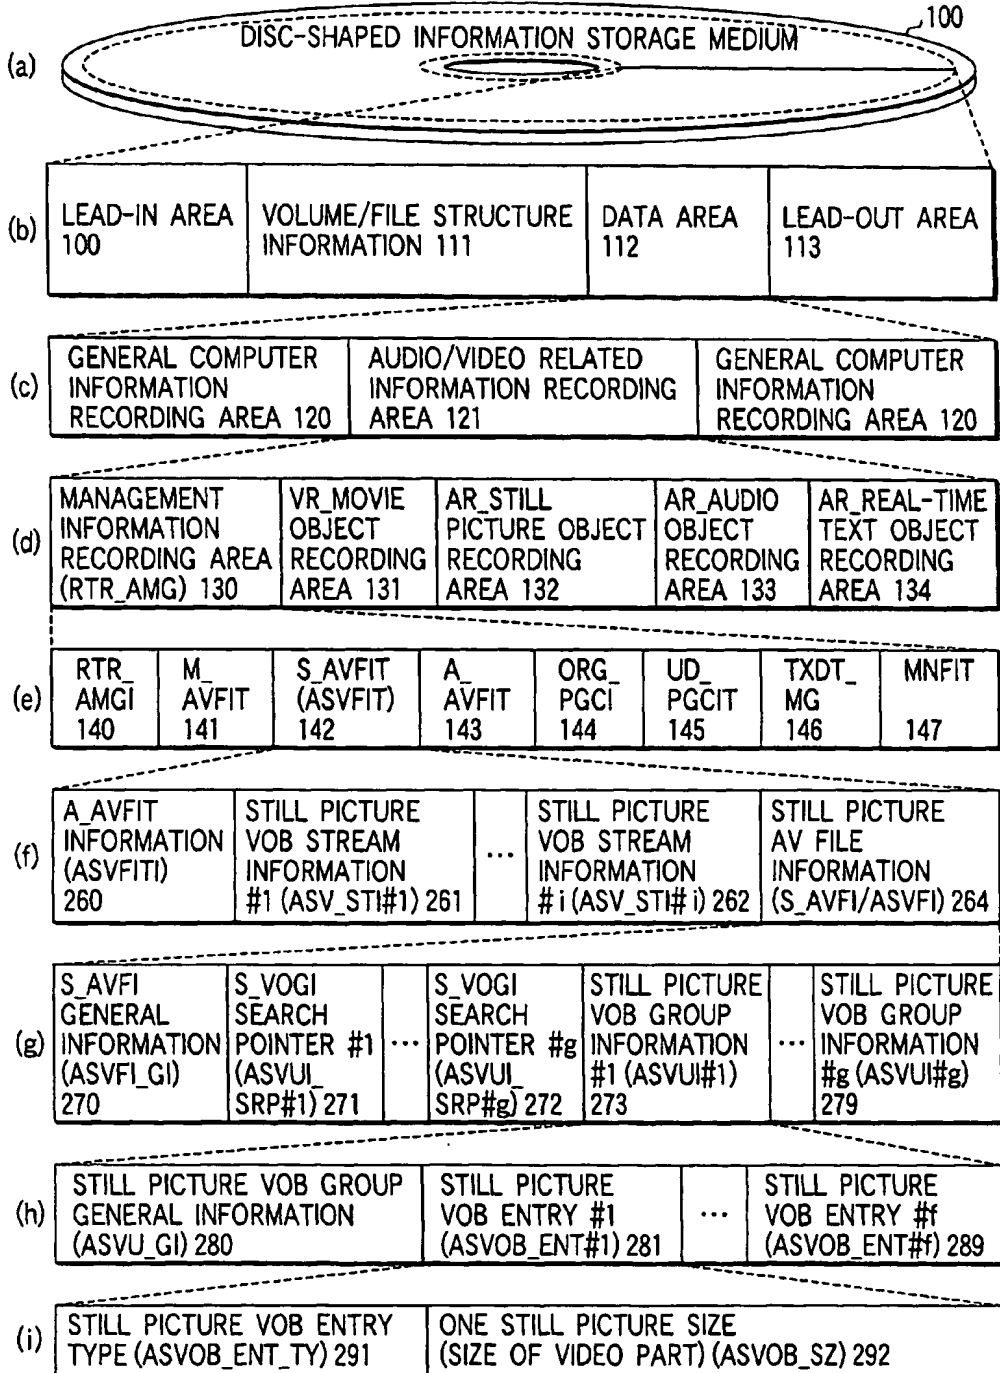 100
DISC-SHAPED INFORMATION STORAGE MEDIUM
(a)
(b)
LEAD-IN AREA
100
VOLUME/FILE STRUCTURE
INFORMATION 111
DATA AREA
112
LEAD-OUT AREA
113
(c)
GENERAL COMPUTER
INFORMATION
RECORDING AREA 120
AUDIO/VIDEO RELATED
INFORMATION RECORDING
AREA 121
GENERAL COMPUTER
INFORMATION
RECORDING AREA 120
(d)
MANAGEMENT
INFORMATION
RECORDING AREA
(RTR_AMG) 130
VR_MOVIE
OBJECT
RECORDING
AREA 131
AR_STILL
PICTURE OBJECT
RECORDING
AREA 132
AR_AUDIO
OBJECT
RECORDING
AREA 133
AR_REAL-TIME
TEXT OBJECT
RECORDING
AREA 134
(e)
RTR_
AMGI
140
M_
AVFIT
141
S_AVFIT
(ASVFIT)
142
A_
AVFIT
143
ORG_
PGCI
144
UD_
PGCIT
145
TXDT_
MG
146
MNFIT
147
(f)
A_AVFIT
INFORMATION
(ASVFITI)
260
STILL PICTURE
VOB STREAM
INFORMATION
#1 (ASV_STI#1) 261
...
STILL PICTURE
VOB STREAM
INFORMATION
#i (ASV_STI#i) 262
STILL PICTURE
AV FILE
INFORMATION
(S_AVFI/ASVFI) 264
(g)
S_AVFI
GENERAL
INFORMATION
(ASVFI_GI)
270
S_VOGI
SEARCH
POINTER #1
(ASVUI_
SRP#1) 271
...
S_VOGI
SEARCH
POINTER #g
(ASVUI_
SRP#g) 272
STILL PICTURE
VOB GROUP
INFORMATION
#1 (ASVUI#1)
273
...
STILL PICTURE
VOB GROUP
INFORMATION
#g (ASVUI#g)
279
(h)
STILL PICTURE VOB GROUP
GENERAL INFORMATION
(ASVU_GI) 280
STILL PICTURE
VOB ENTRY #1
(ASVOB_ENT#1) 281
...
STILL PICTURE
VOB ENTRY #f
(ASVOB_ENT#f) 289
(i)
STILL PICTURE VOB ENTRY
TYPE (ASVOB_ENT_TY) 291
ONE STILL PICTURE SIZE
(SIZE OF VIDEO PART) (ASVOB_SZ) 292